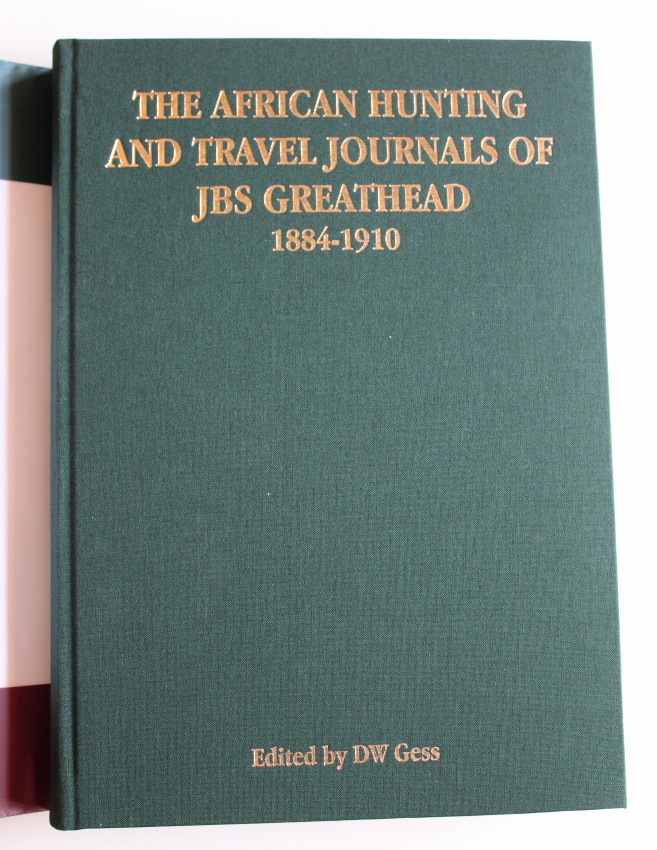 THE AFRICAN HUNTING
AND TRAVEL JOURNALS OF
JBS GREATHEAD
1884-1910
Edited by DW Gess